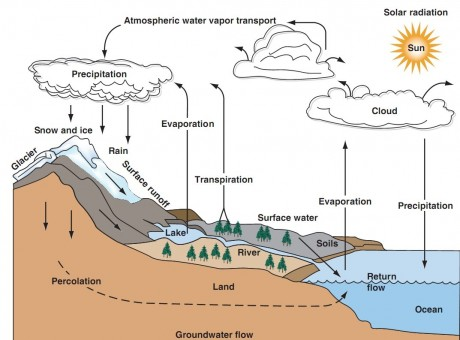 Atmospheric water vapor transport
Solar radiation
Sun
Precipitation
Cloud
Snow and ice
Evaporation
Glacier
Rain
Surface runoff
Transpiration
Evaporation
Precipitation
Surface water
Lake
River
Soils
Percolation
Land
Return
flow
Ocean
Groundwater flow